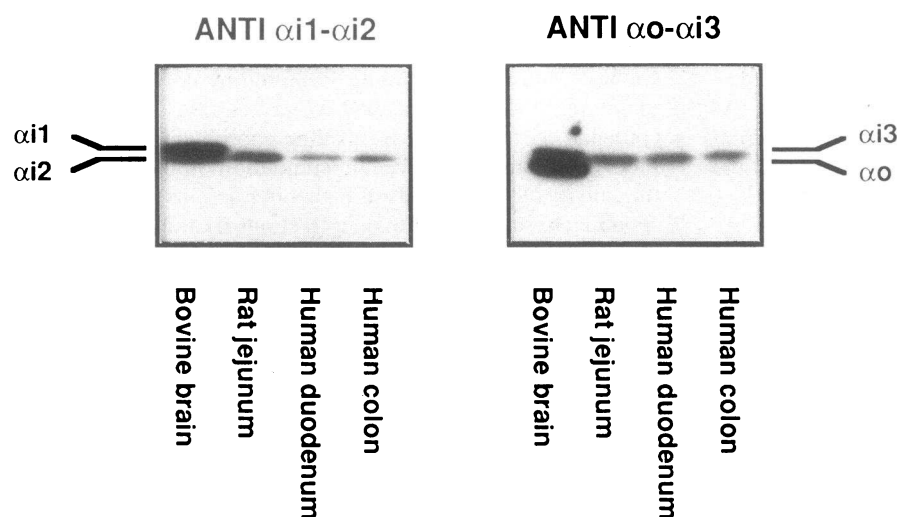 ANTI αi1-αi2
ANTI αo-αi3
αi1
αi2
αi3
αo
Bovine brain
Rat jejunum
Human duodenum
Human colon
Bovine brain
Rat jejunum
Human duodenum
Human colon